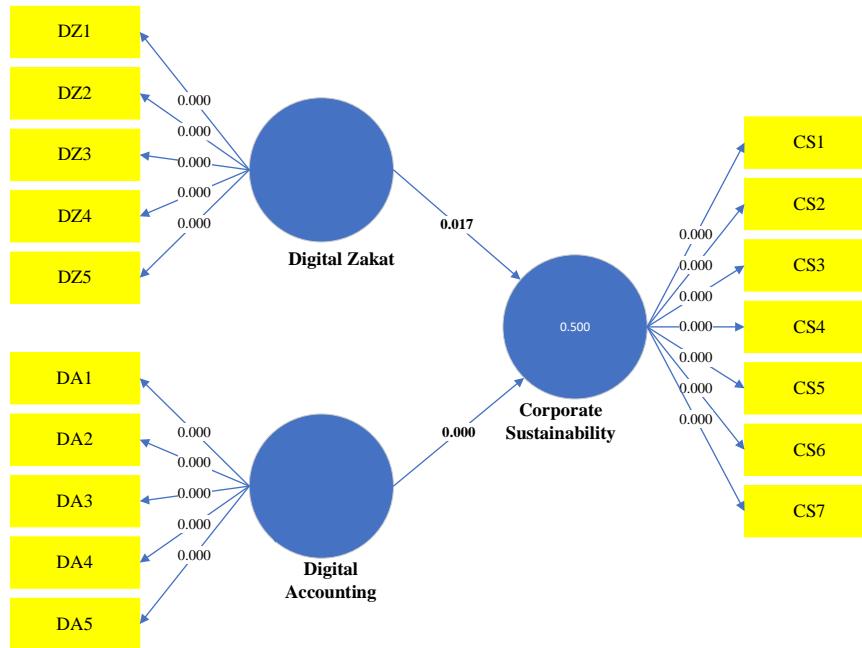 DZ1
DZ2
DZ3
DZ4
DZ5
0.000
0.000
0.000
0.000
0.000
Digital Zakat
0.017
DA1
DA2
DA3
DA4
DA5
0.000
0.000
0.000
0.000
0.000
Digital
Accounting
0.000
0.500
Corporate
Sustainability
0.000
0.000
0.000
0.000
0.000
0.000
0.000
CS1
CS2
CS3
CS4
CS5
CS6
CS7